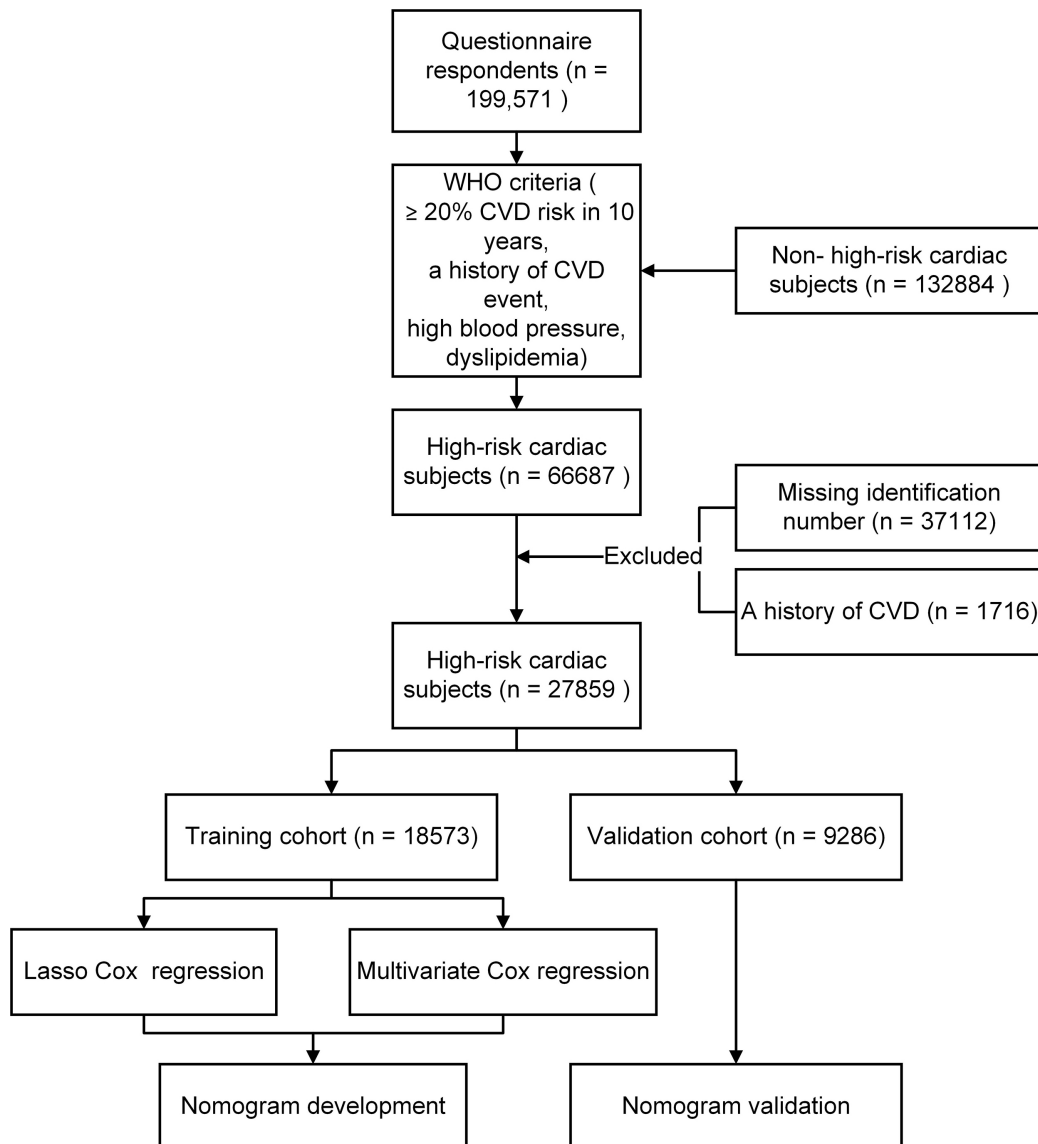 Questionnaire
respondents (n =
199,571 )
WHO criteria (
≥ 20% CVD risk in 10
years,
a history of CVD
event,
high blood pressure,
dyslipidemia)
Non- high-risk cardiac
subjects (n = 132884 )
High-risk cardiac
subjects (n = 66687 )
Missing identification
number (n = 37112)
Excluded
A history of CVD (n = 1716)
High-risk cardiac
subjects (n = 27859 )
Training cohort (n = 18573)
Validation cohort (n = 9286)
Lasso Cox  regression
Multivariate Cox regression
Nomogram development
Nomogram validation